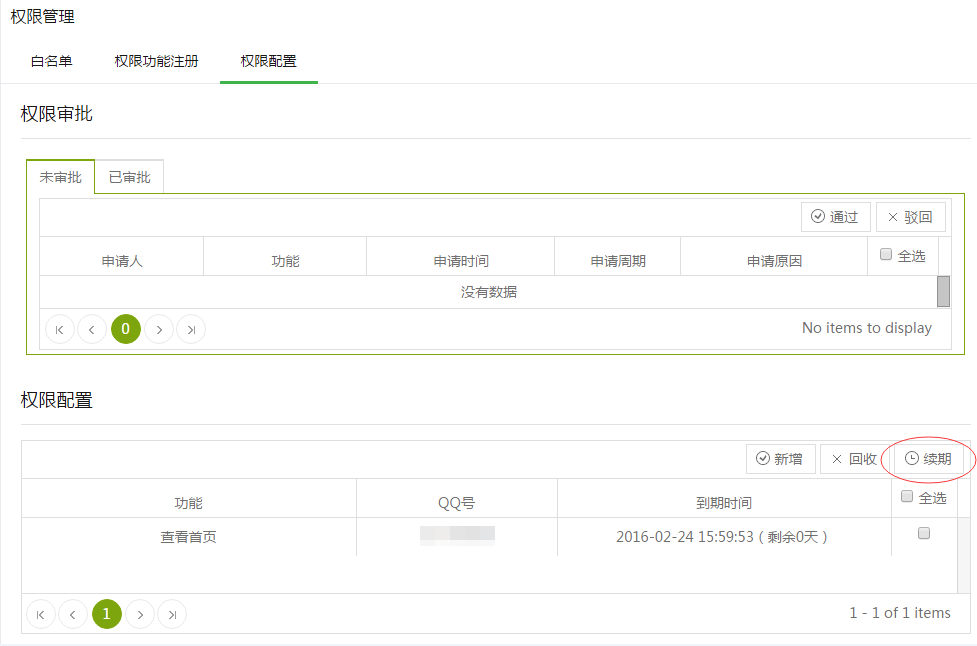 权限管理
白名单 权限功能注册 权限配置
权限审批
未审批 已审批
通过 驳回
申请人 功能 申请时间 申请周期 申请原因 全选
没有数据
0 No items to display
权限配置
新增 回收 续期
功能 QQ号 到期时间 全选
查看首页 2016-02-24 15:59:53 ( 剩余0天 )
1 1 - 1 of 1 items